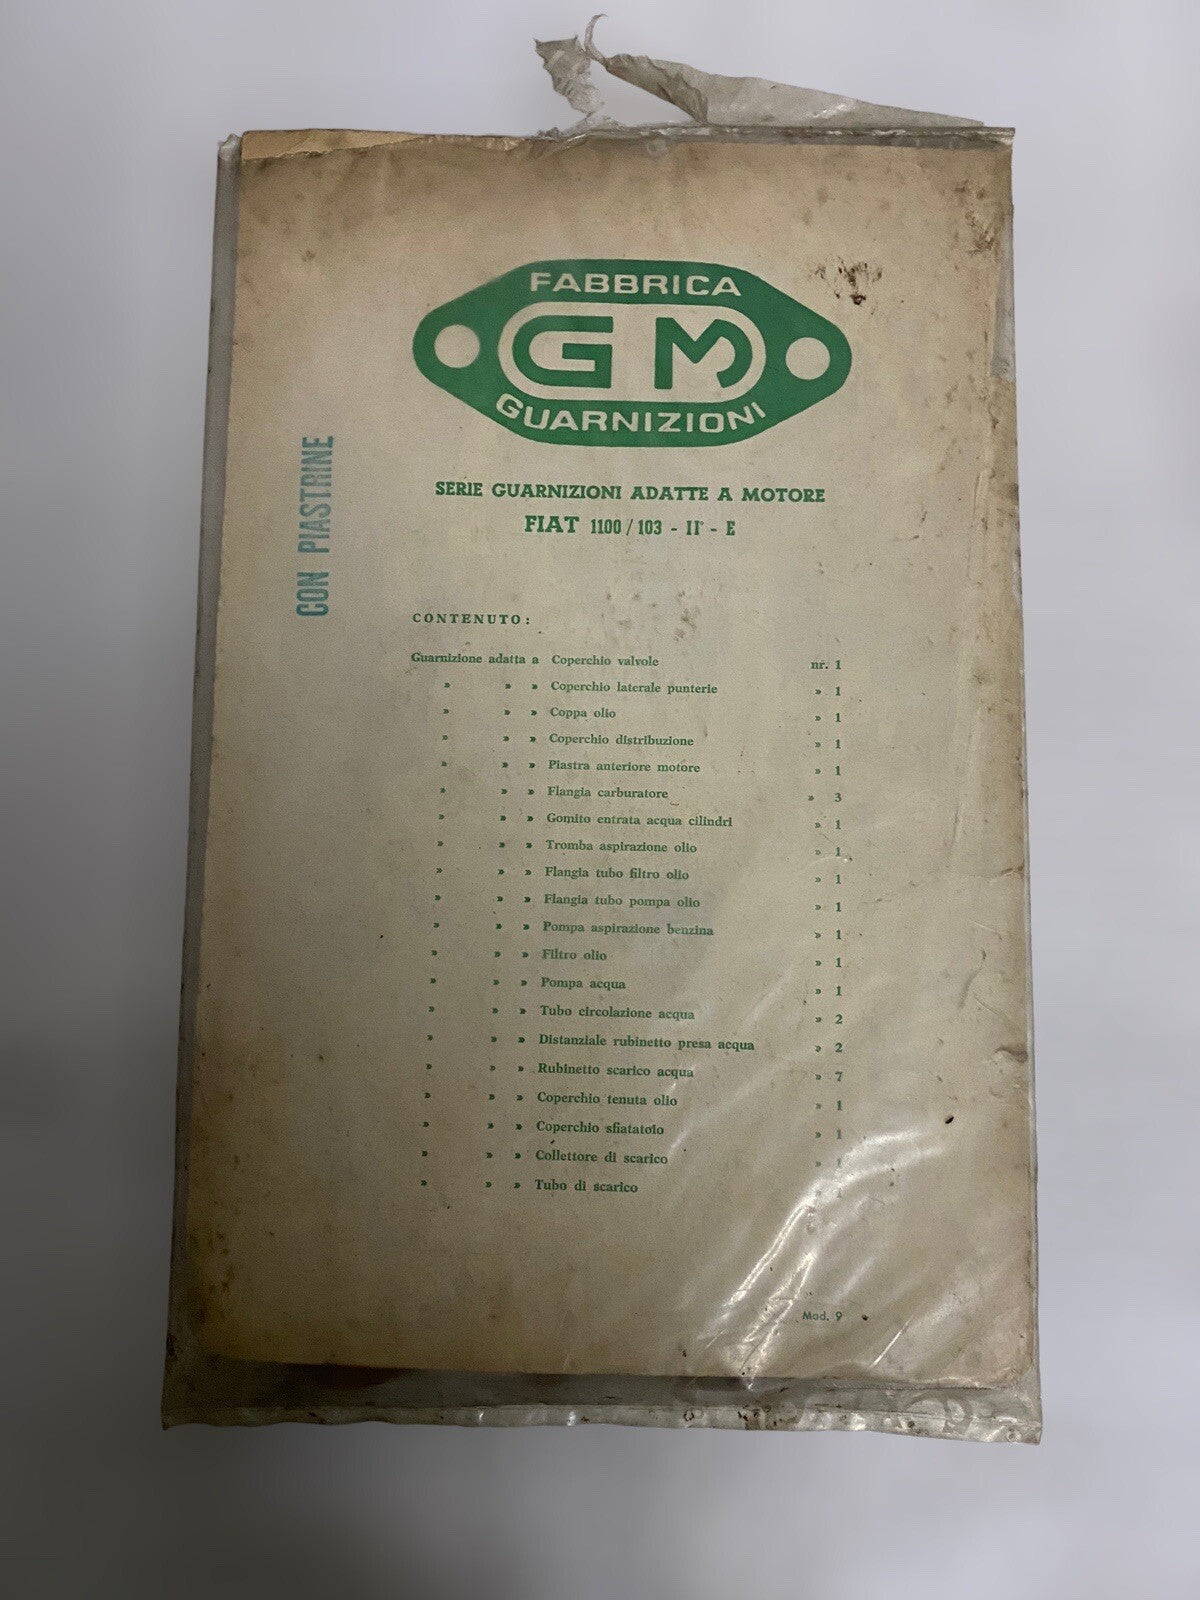 FABBRICA
GM
GUARNIZIONI
CON PIASTRINE
SERIE GUARNIZIONI ADATTE A MOTORE
FIAT 1100 / 103 - II° - E
CONTENUTO:
Guarnizione adatta a Coperchio valvole nr. 1
» » » Coperchio laterale punterie » 1
» » » Coppa olio » 1
» » » Coperchio distribuzione » 1
» » » Piastra anteriore motore » 1
» » » Flangia carburatore » 3
» » » Gomito entrata acqua cilindri » 1
» » » Tromba aspirazione olio » 1
» » » Flangia tubo filtro olio » 1
» » » Flangia tubo pompa olio » 1
» » » Pompa aspirazione benzina » 1
» » » Filtro olio » 1
» » » Pompa acqua » 1
» » » Tubo circolazione acqua » 2
» » » Distanziale rubinetto presa acqua » 2
» » » Rubinetto scarico acqua » 7
» » » Coperchio tenuta olio » 1
» » » Coperchio sfiatatoio » 1
» » » Collettore di scarico » 1
» » » Tubo di scarico » 1
Mod. 9